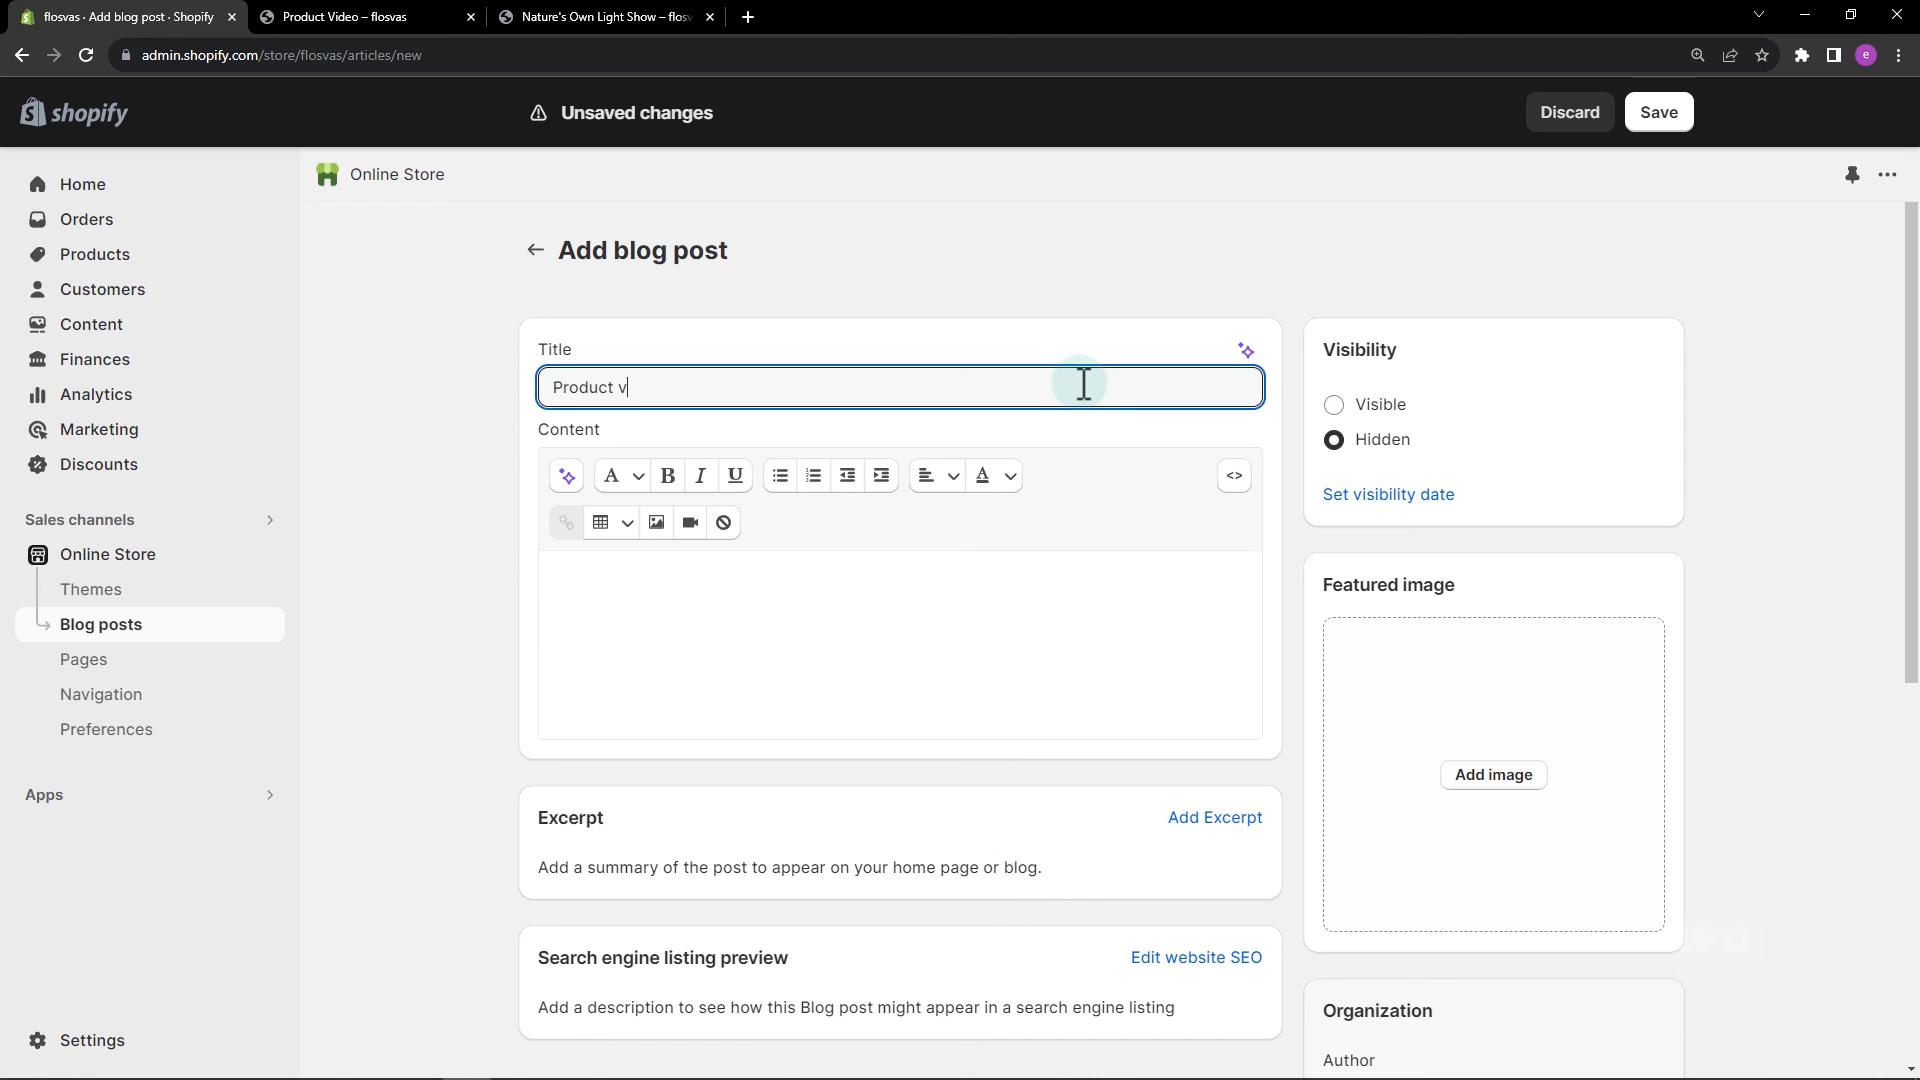 flosvas · Add blog post · Shopify
Product Video – flosvas
Nature's Own Light Show – flosv
admin.shopify.com/store/flosvas/articles/new
e
shopify
Unsaved changes
Discard
Save
Home
Orders
Products
Customers
Content
Finances
Analytics
Marketing
Discounts
Sales channels
Online Store
Themes
Blog posts
Pages
Navigation
Preferences
Apps
Settings
Online Store
Add blog post
Title
Product v
Content
A
B
I
U
A
<>
Excerpt
Add Excerpt
Add a summary of the post to appear on your home page or blog.
Search engine listing preview
Edit website SEO
Add a description to see how this Blog post might appear in a search engine listing
Visibility
Visible
Hidden
Set visibility date
Featured image
Add image
Organization
Author